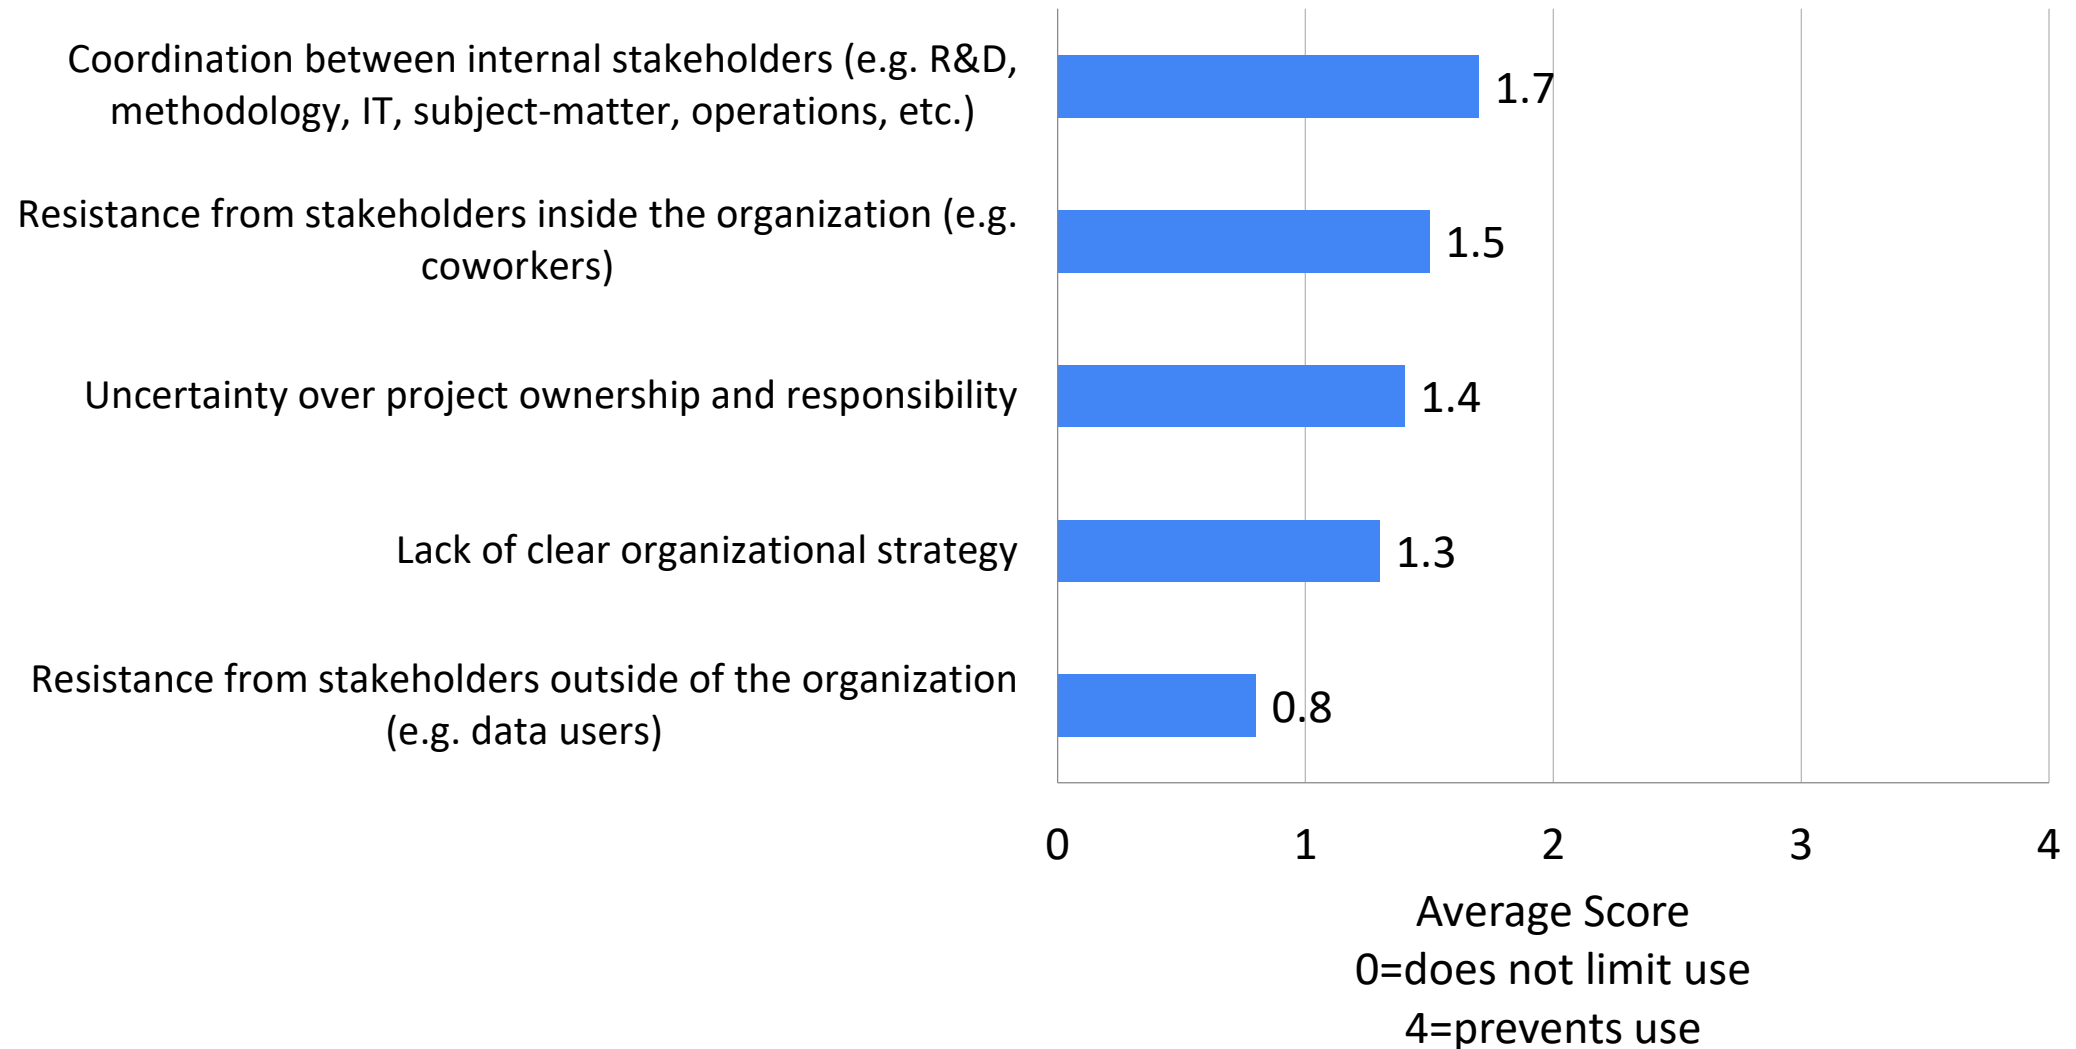 Coordination between internal stakeholders (e.g. R&D,
methodology, IT, subject-matter, operations, etc.)
1.7
Resistance from stakeholders inside the organization (e.g.
coworkers)
1.5
Uncertainty over project ownership and responsibility
1.4
Lack of clear organizational strategy
1.3
Resistance from stakeholders outside of the organization
(e.g. data users)
0.8
0 1 2 3 4
Average Score
0=does not limit use
4=prevents use